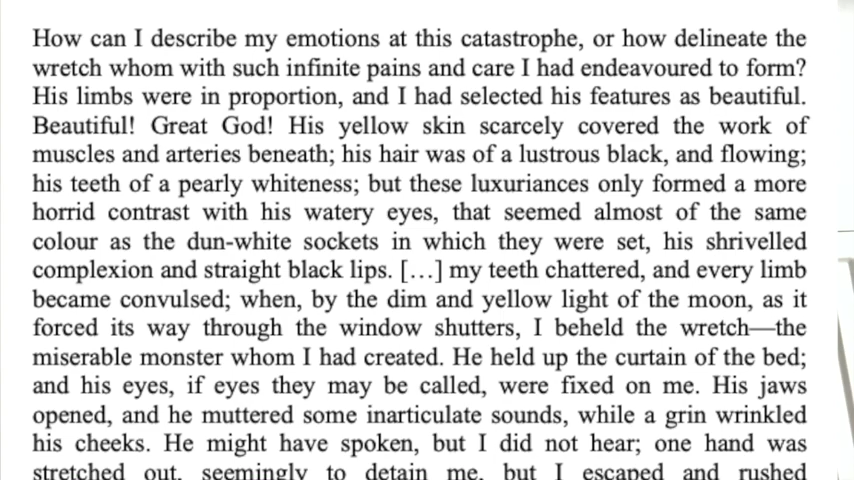 How can I describe my emotions at this catastrophe, or how delineate the
wretch whom with such infinite pains and care I had endeavoured to form?
His limbs were in proportion, and I had selected his features as beautiful.
Beautiful! Great God! His yellow skin scarcely covered the work of
muscles and arteries beneath; his hair was of a lustrous black, and flowing;
his teeth of a pearly whiteness; but these luxuriances only formed a more
horrid contrast with his watery eyes, that seemed almost of the same
colour as the dun-white sockets in which they were set, his shrivelled
complexion and straight black lips. […] my teeth chattered, and every limb
became convulsed; when, by the dim and yellow light of the moon, as it
forced its way through the window shutters, I beheld the wretch—the
miserable monster whom I had created. He held up the curtain of the bed;
and his eyes, if eyes they may be called, were fixed on me. His jaws
opened, and he muttered some inarticulate sounds, while a grin wrinkled
his cheeks. He might have spoken, but I did not hear; one hand was
stretched out, seemingly to detain me, but I escaped and rushed